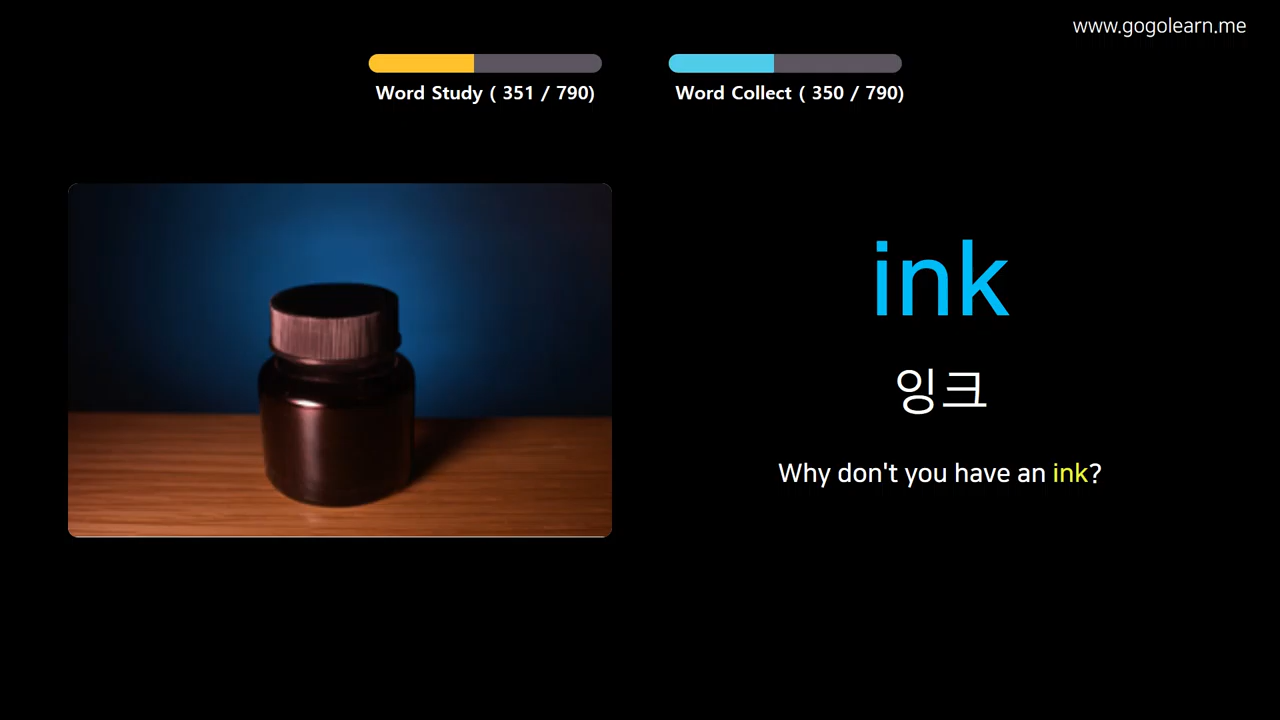 www.gogolearn.me
Word Study ( 351 / 790)
Word Collect ( 350 / 790)
ink
잉크
Why don't you have an ink?